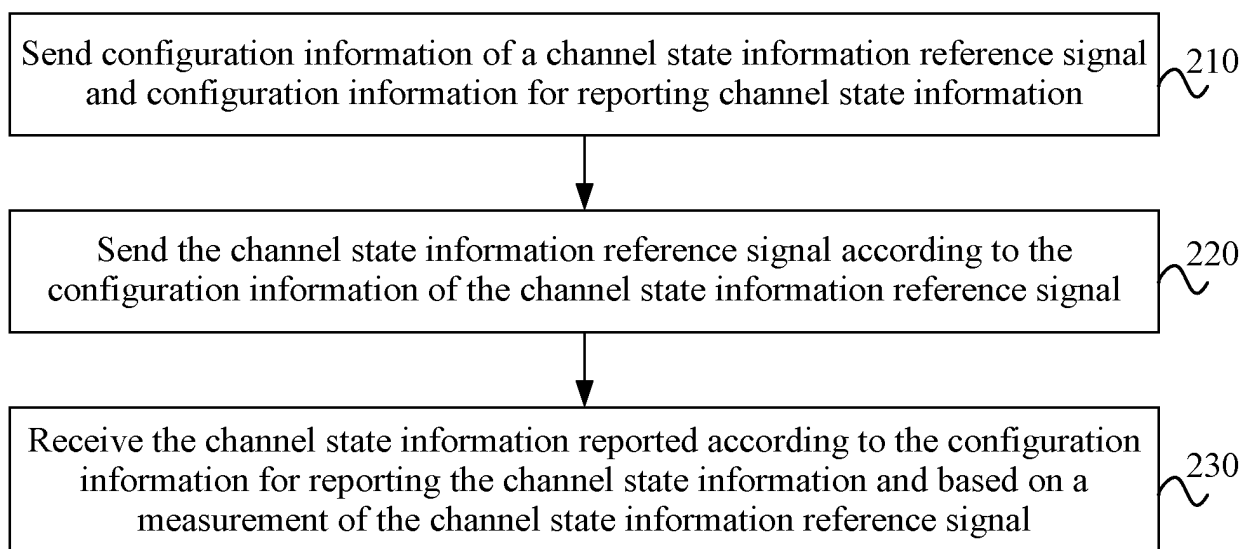 Send configuration information of a channel state information reference signal
and configuration information for reporting channel state information
210
Send the channel state information reference signal according to the
configuration information of the channel state information reference signal
220
Receive the channel state information reported according to the configuration
information for reporting the channel state information and based on a
measurement of the channel state information reference signal
230